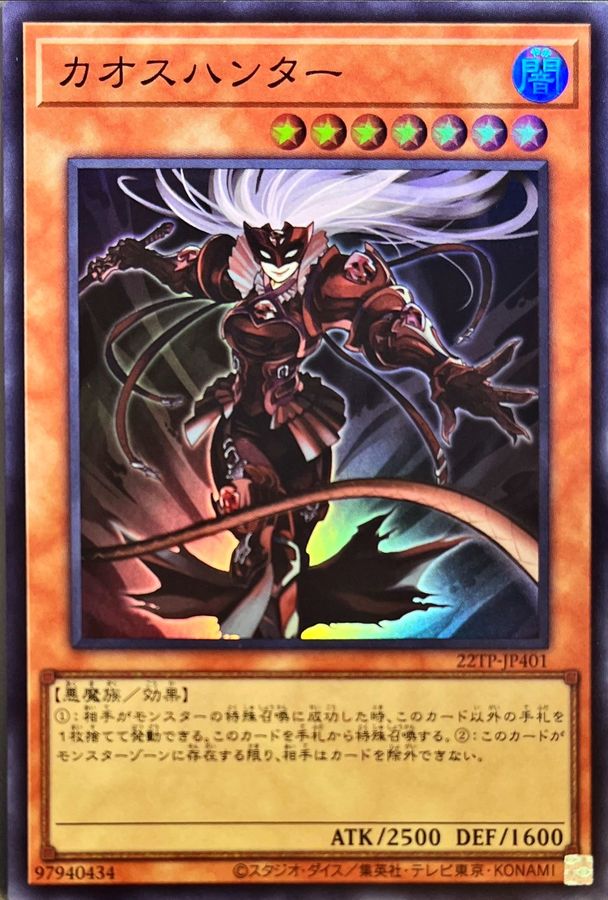 カオスハンター
闇
22TP-JP401
【悪魔族/効果】
①:相手がモンスターの特殊召喚に成功した時、このカード以外の手札を
1枚捨てて発動できる。このカードを手札から特殊召喚する。②:このカードが
モンスターゾーンに存在する限り、相手はカードを除外できない。
ATK/2500 DEF/1600
97940434 ©スタジオ・ダイス/集英社・テレビ東京・KONAMI